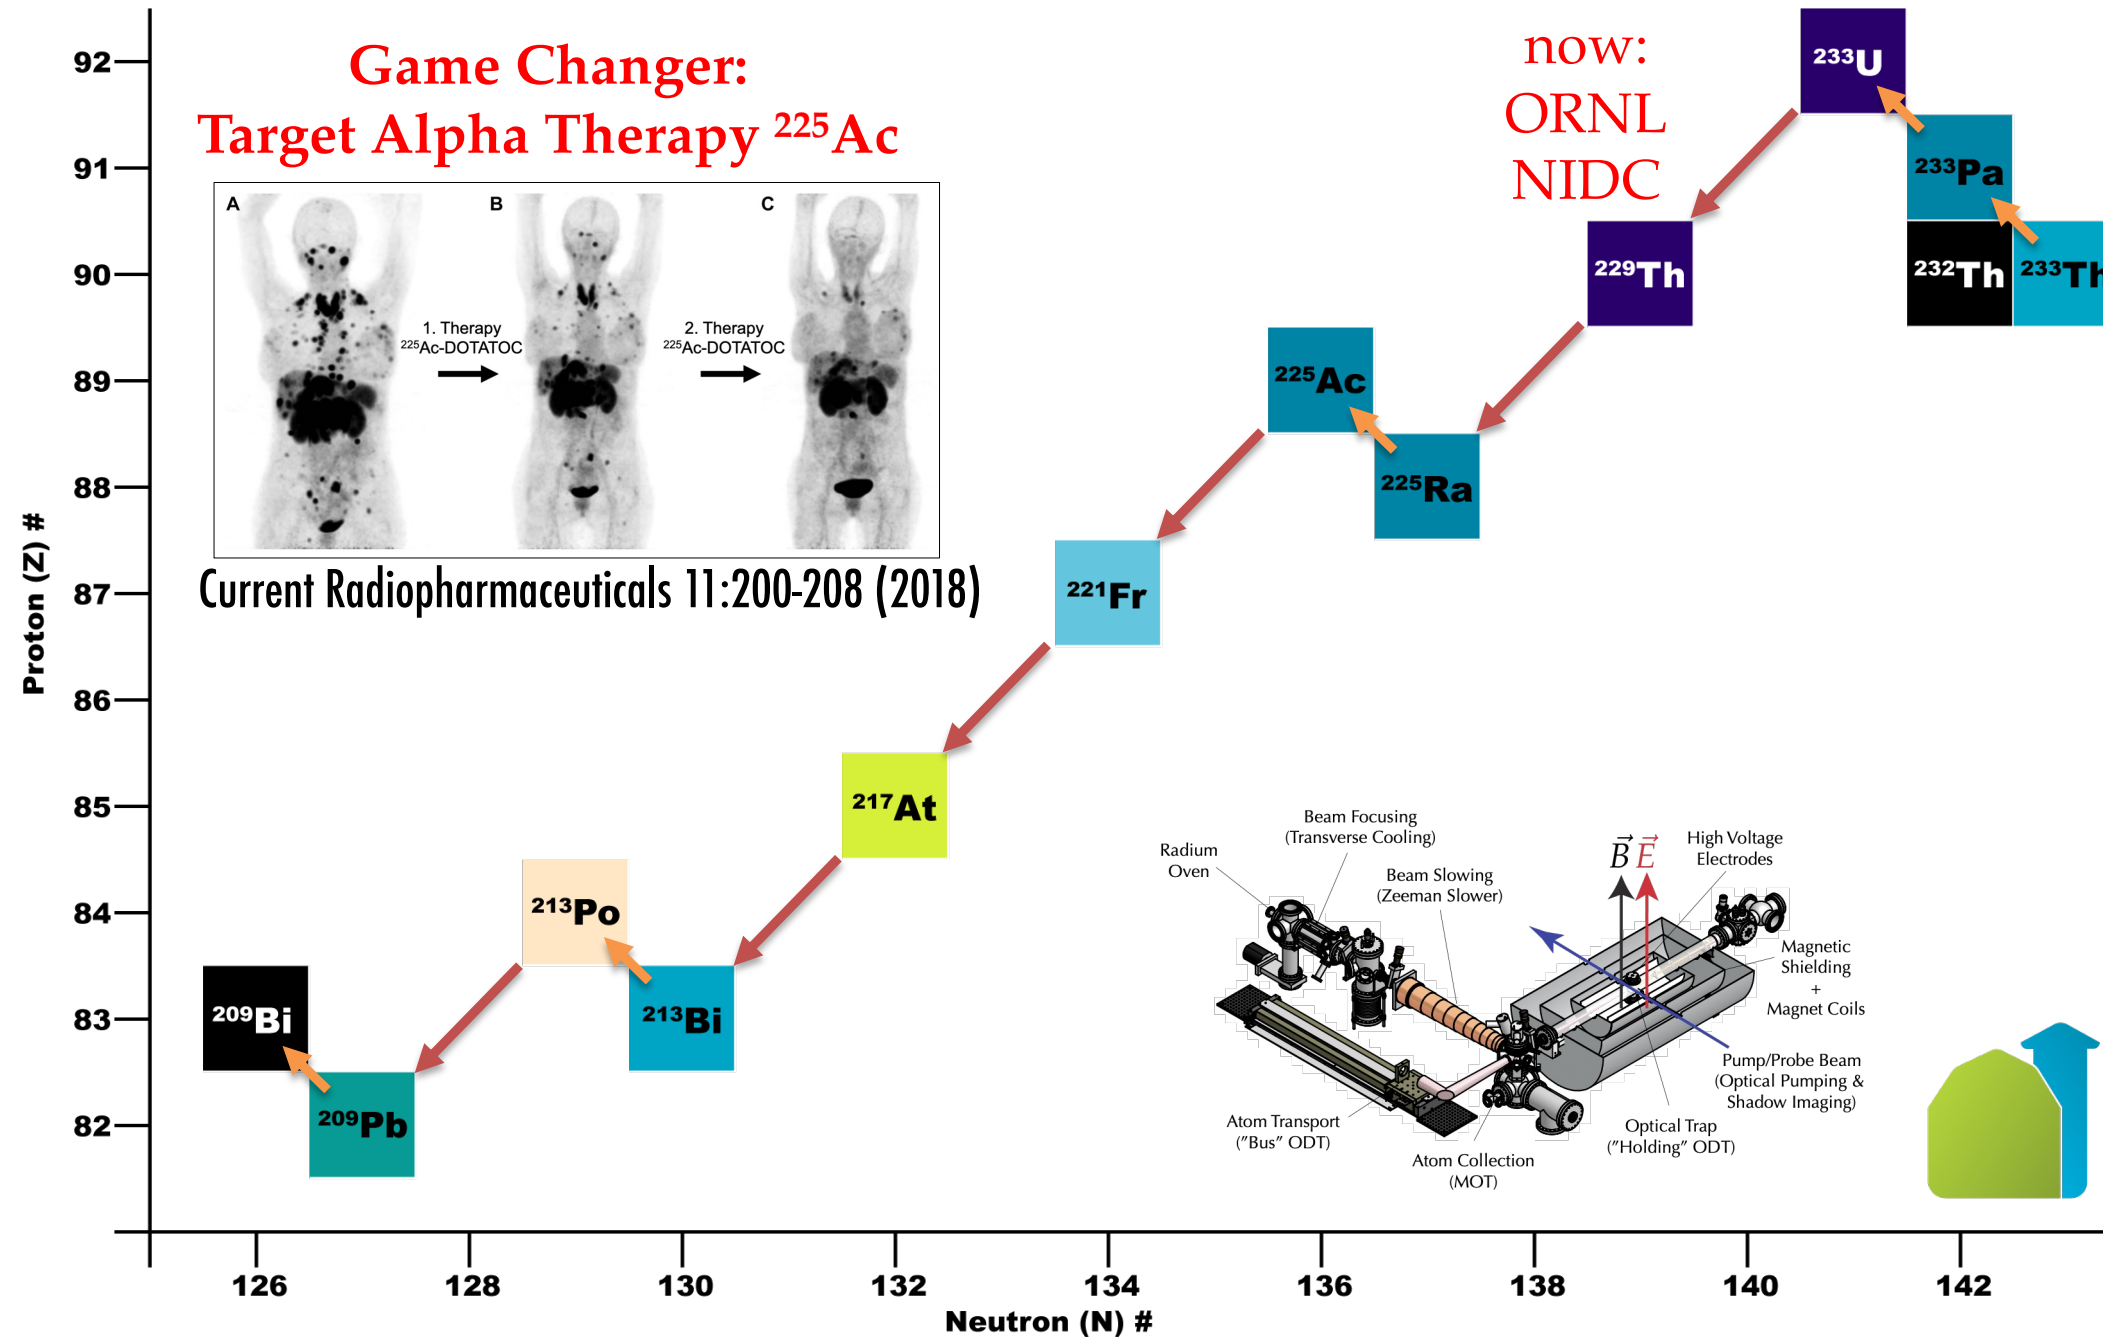 Game Changer:
Target Alpha Therapy ²²⁵Ac
now:
ORNL
NIDC
A
B
C
1. Therapy
²²⁵Ac-DOTATOC
2. Therapy
²²⁵Ac-DOTATOC
Current Radiopharmaceuticals 11:200-208 (2018)
Proton (Z) #
92
91
90
89
88
87
86
85
84
83
82
²³³U
²³³Pa
²²⁹Th
²³²Th
²³³Th
²²⁵Ac
²²⁵Ra
²²¹Fr
²¹⁷At
²¹³Po
²⁰⁹Bi
²¹³Bi
²⁰⁹Pb
Radium
Oven
Beam Focusing
(Transverse Cooling)
Beam Slowing
(Zeeman Slower)
B E
High Voltage
Electrodes
Magnetic
Shielding
+
Magnet Coils
Pump/Probe Beam
(Optical Pumping &
Shadow Imaging)
Optical Trap
("Holding" ODT)
Atom Collection
(MOT)
Atom Transport
("Bus" ODT)
126
128
130
132
134
136
138
140
142
Neutron (N) #